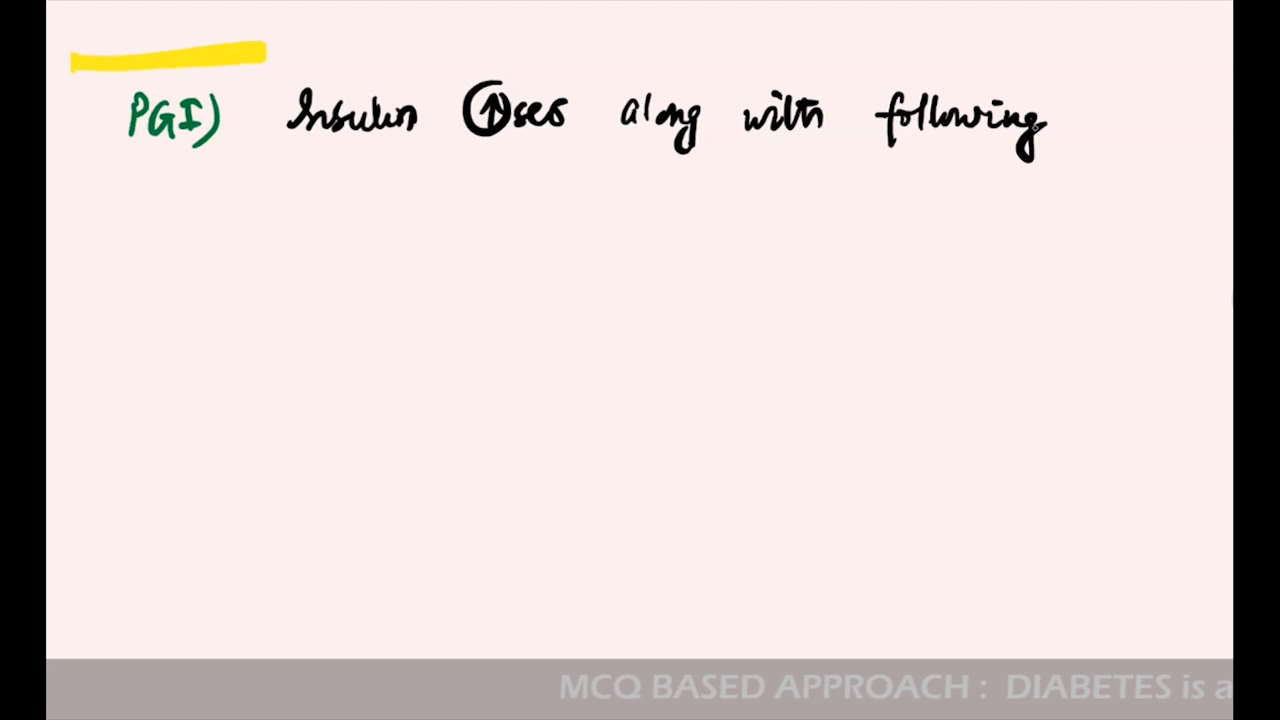 PGI) Insulin ↑ses along with following
MCQ BASED APPROACH : DIABETES is a